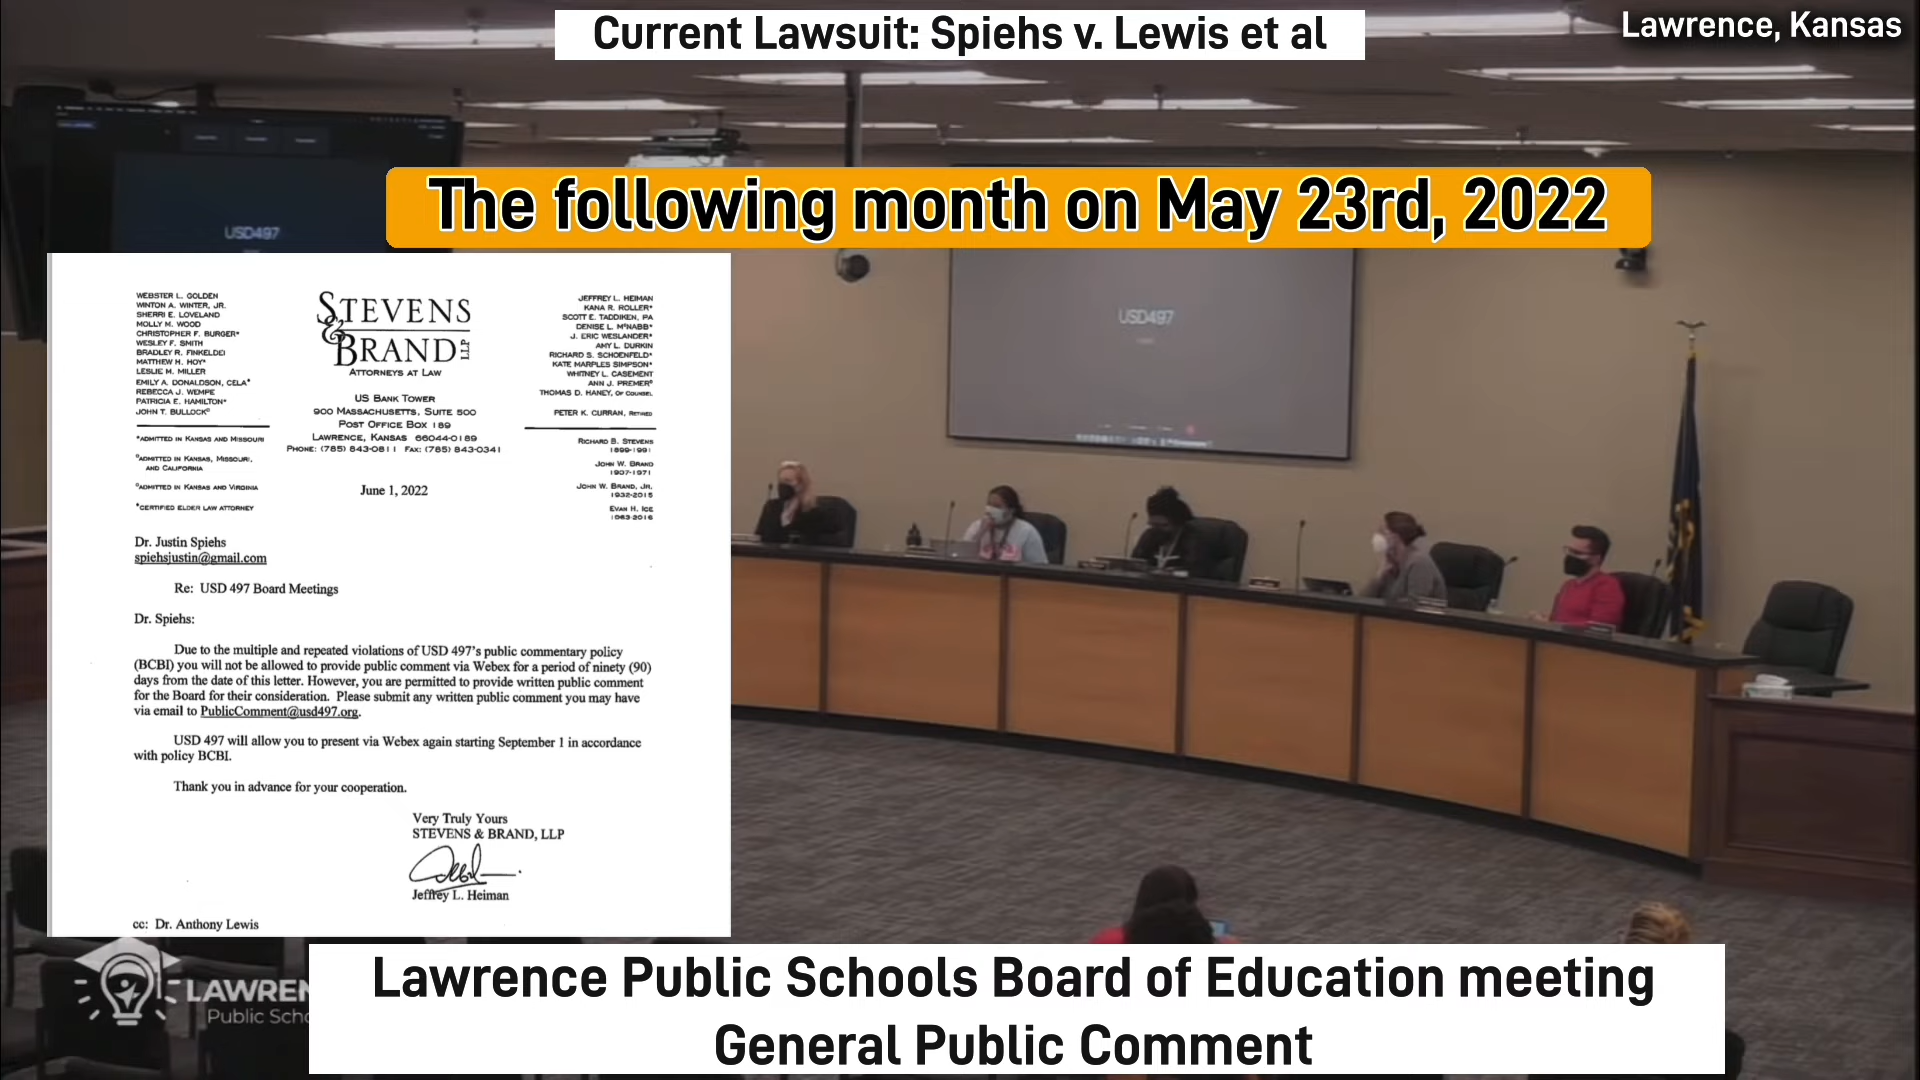 Current Lawsuit: Spiehs v. Lewis et al
Lawrence, Kansas
The following month on May 23rd, 2022
USD497
USD497
WEBSTER L. GOLDEN
WINTON A. WINTER, JR.
SHERRI E. LOVELAND
MOLLY M. WOOD
CHRISTOPHER F. BURGER*
WESLEY F. SMITH
BRADLEY R. FINKELDEI
MATTHEW H. HOY*
LESLIE M. MILLER
EMILY A. DONALDSON, CELA*
REBECCA J. WEMPE
PATRICIA E. HAMILTON*
JOHN T. BULLOCK
*ADMITTED IN KANSAS AND MISSOURI
ADMITTED IN KANSAS, MISSOURI,
AND CALIFORNIA
ADMITTED IN KANSAS AND VIRGINIA
*CERTIFIED ELDER LAW ATTORNEY
STEVENS
&
BRAND LLP
ATTORNEYS AT LAW
US BANK TOWER
900 MASSACHUSETTS, SUITE 500
POST OFFICE BOX 189
LAWRENCE, KANSAS 66044-0189
PHONE: (785) 843-0811 FAX: (785) 843-0341
June 1, 2022
JEFFREY L. HEIMAN
KANA R. ROLLER*
SCOTT E. TADDIKEN, PA
DENISE L. MCNABB*
J. ERIC WESLANDER*
AMY L. DURKIN
RICHARD S. SCHOENFELD*
KATE MARPLES SIMPSON*
WHITNEY L. CASEMENT
ANN J. PREMER
THOMAS D. HANEY, OF COUNSEL
PETER K. CURRAN, RETIRED
RICHARD B. STEVENS
1899-1991
JOHN W. BRAND
1907-1971
JOHN W. BRAND, JR.
1932-2015
EVAN H. ICE
1963-2016
Dr. Justin Spiehs
spiehsjustin@gmail.com
Re: USD 497 Board Meetings
Dr. Spiehs:
Due to the multiple and repeated violations of USD 497's public commentary policy
(BCBI) you will not be allowed to provide public comment via Webex for a period of ninety (90)
days from the date of this letter. However, you are permitted to provide written public comment
for the Board for their consideration. Please submit any written public comment you may have
via email to PublicComment@usd497.org.
USD 497 will allow you to present via Webex again starting September 1 in accordance
with policy BCBI.
Thank you in advance for your cooperation.
Very Truly Yours
STEVENS & BRAND, LLP
Jeffrey L. Heiman
cc: Dr. Anthony Lewis
LAWREN
Public Scho
Lawrence Public Schools Board of Education meeting
General Public Comment